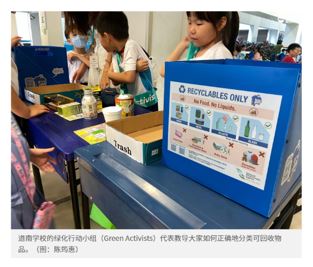 RECYCLABLES ONLY
No Food. No Liquids.
Activists
Trash
道南学校的绿化行动小组（Green Activists）代表教导大家如何正确地分类可回收物
品。（图：陈筠惠）